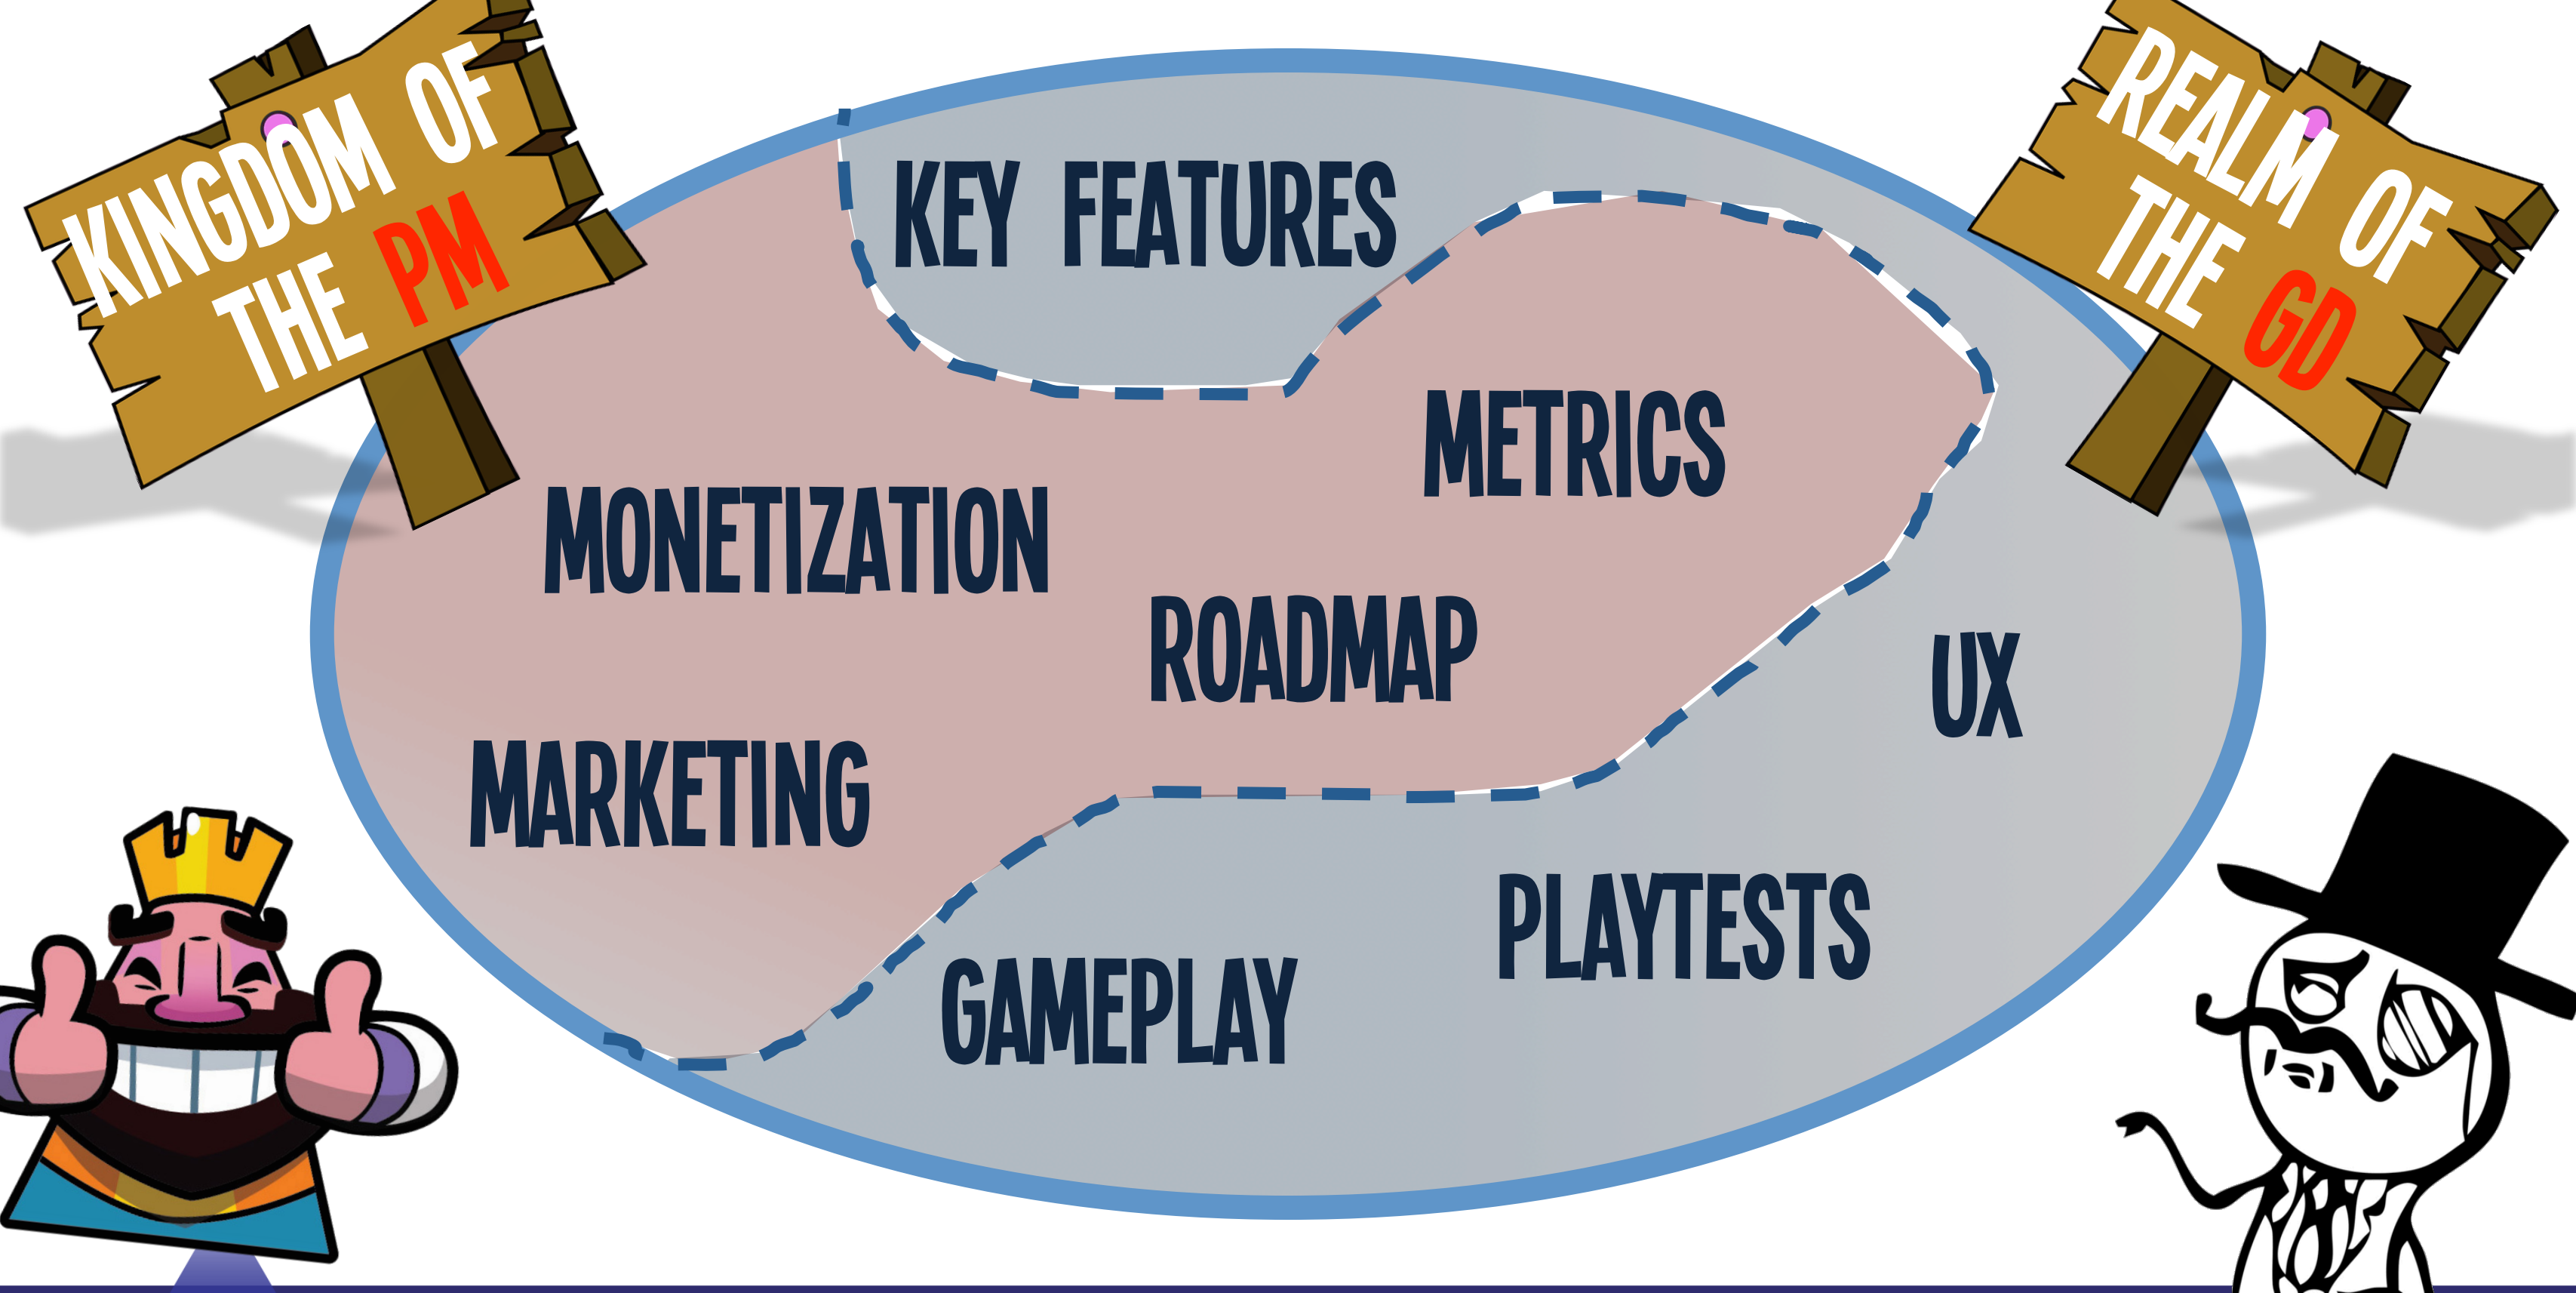 KINGDOM OF
THE PM
REALM OF
THE GD
KEY FEATURES
METRICS
MONETIZATION
ROADMAP
UX
MARKETING
PLAYTESTS
GAMEPLAY